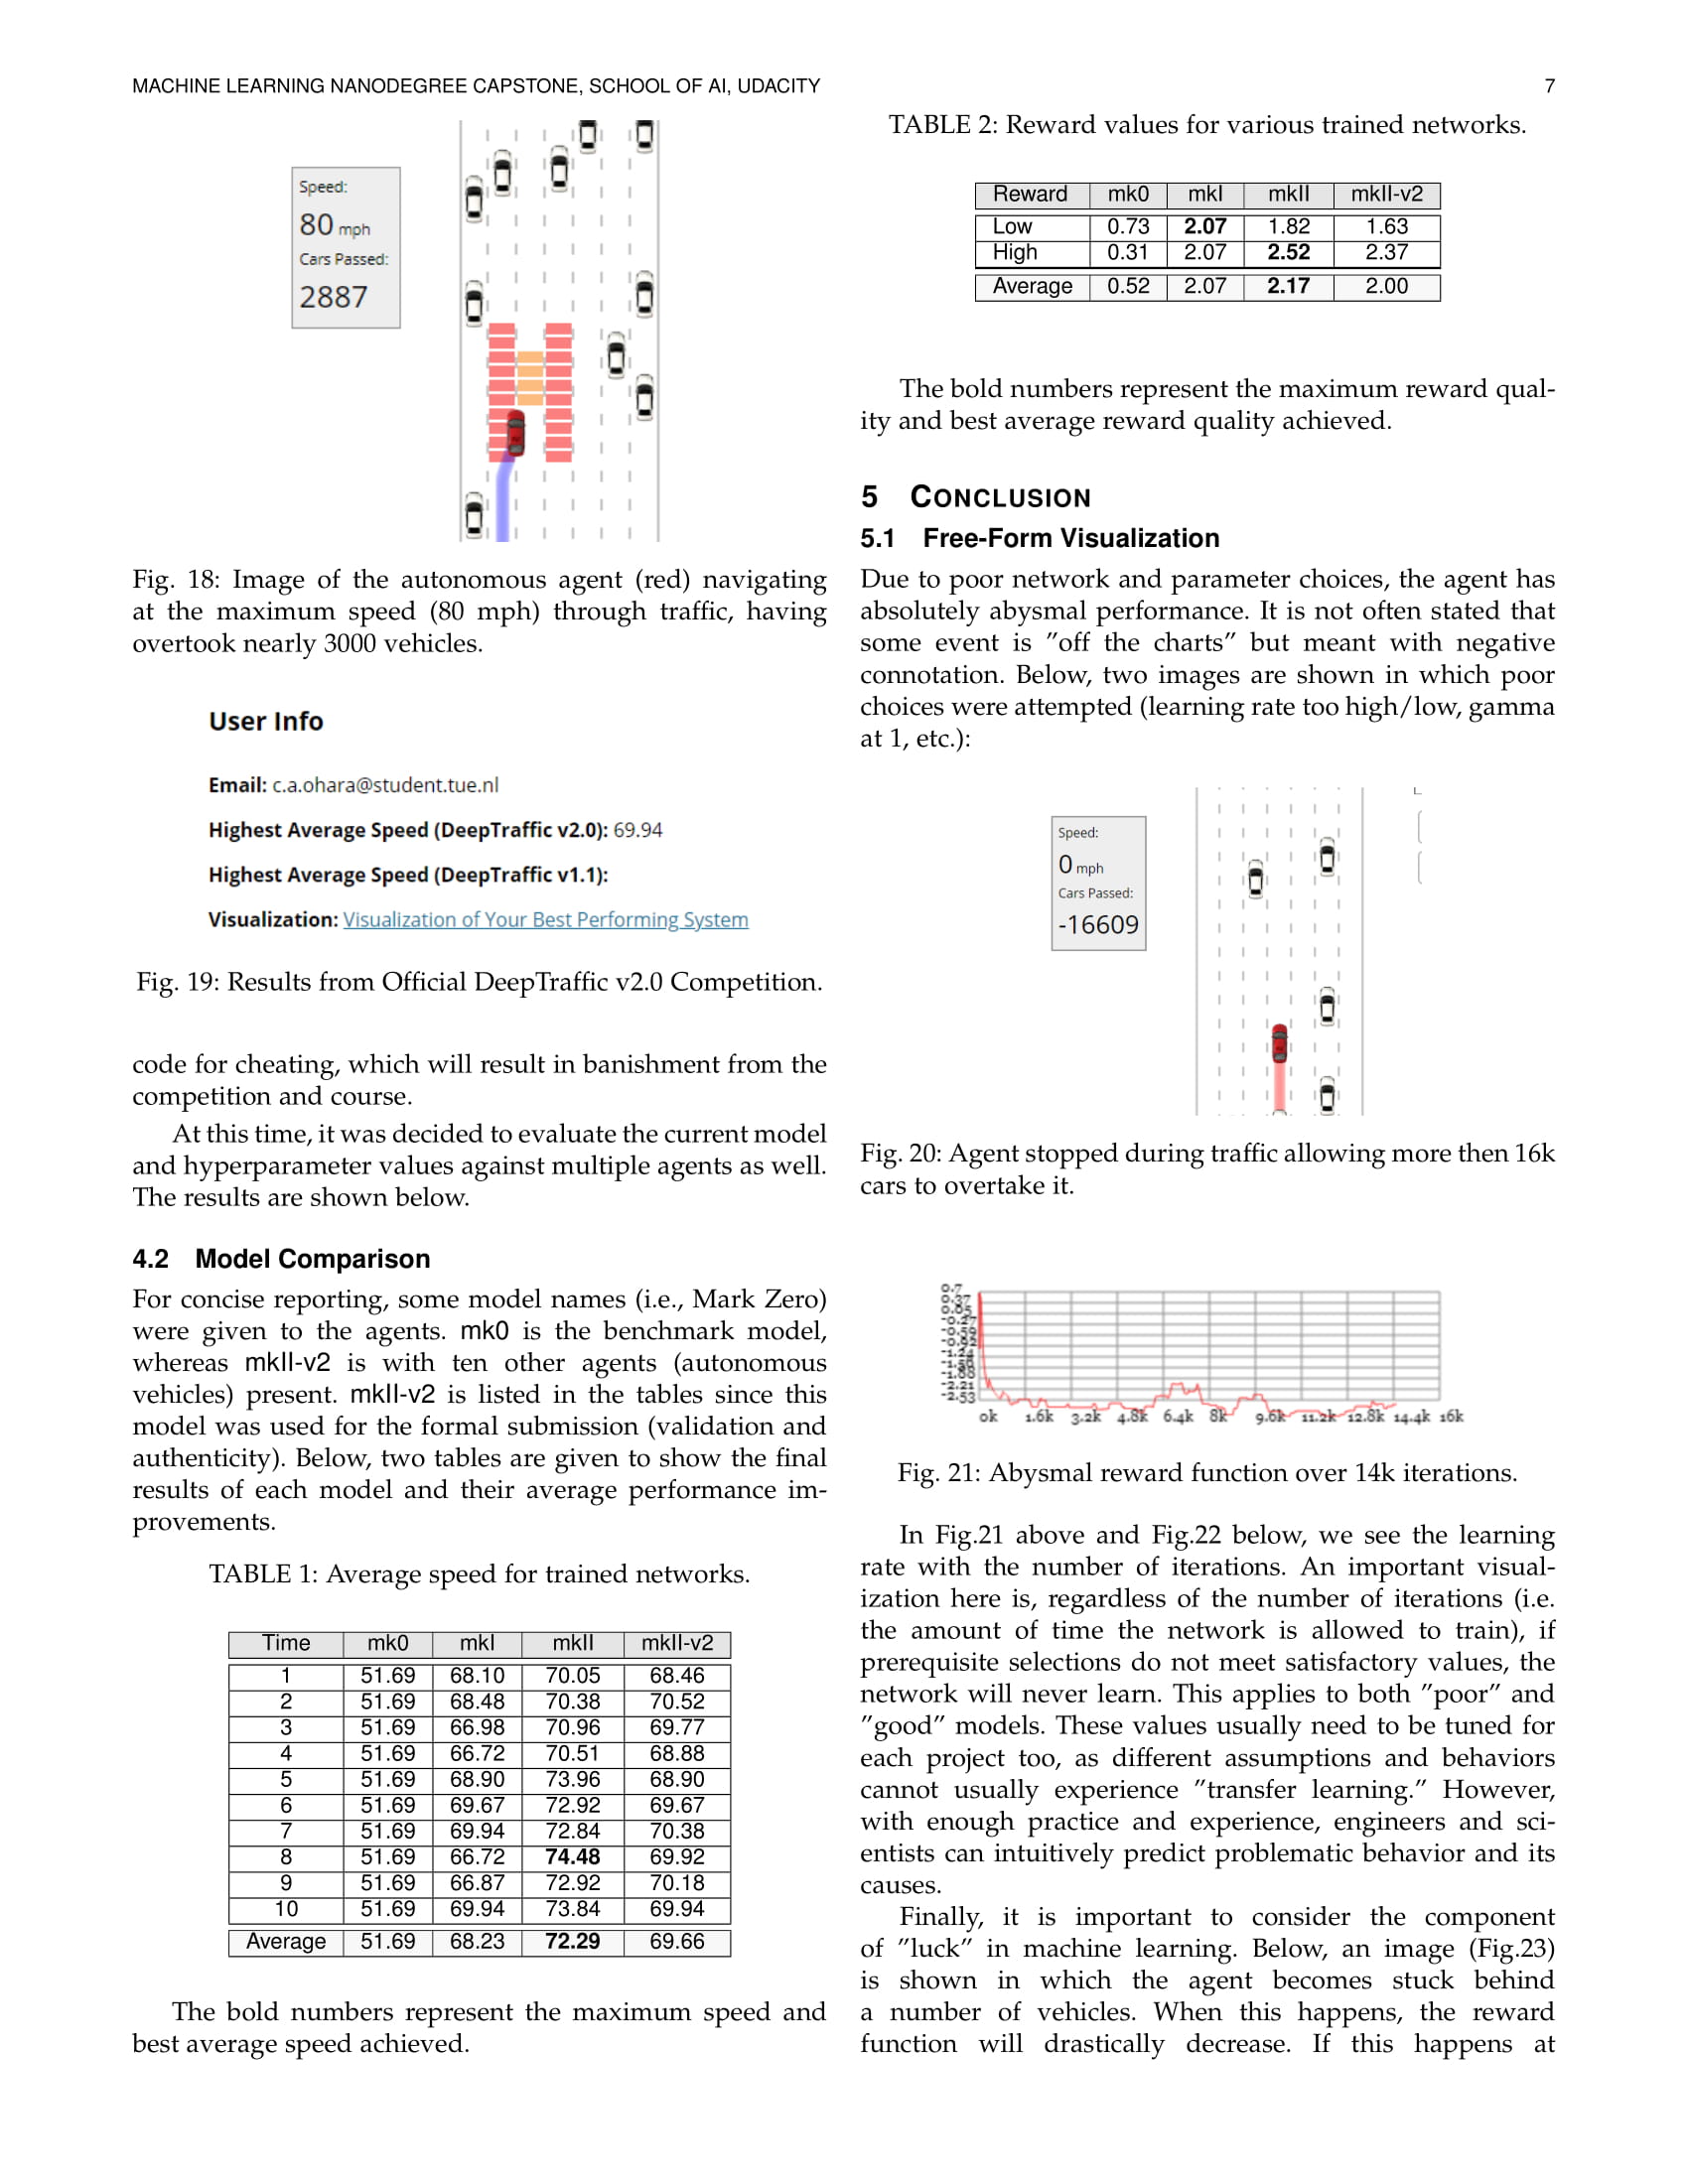 MACHINE LEARNING NANODEGREE CAPSTONE, SCHOOL OF AI, UDACITY 7
Speed:
80 mph
Cars Passed:
2887
Fig. 18: Image of the autonomous agent (red) navigating
at the maximum speed (80 mph) through traffic, having
overtook nearly 3000 vehicles.
User Info
Email: c.a.ohara@student.tue.nl
Highest Average Speed (DeepTraffic v2.0): 69.94
Highest Average Speed (DeepTraffic v1.1):
Visualization: Visualization of Your Best Performing System
Fig. 19: Results from Official DeepTraffic v2.0 Competition.
code for cheating, which will result in banishment from the
competition and course.
At this time, it was decided to evaluate the current model
and hyperparameter values against multiple agents as well.
The results are shown below.
4.2 Model Comparison
For concise reporting, some model names (i.e., Mark Zero)
were given to the agents. mk0 is the benchmark model,
whereas mkII-v2 is with ten other agents (autonomous
vehicles) present. mkII-v2 is listed in the tables since this
model was used for the formal submission (validation and
authenticity). Below, two tables are given to show the final
results of each model and their average performance im-
provements.
TABLE 1: Average speed for trained networks.
Time mk0 mkI mkII mkII-v2
1 51.69 68.10 70.05 68.46
2 51.69 68.48 70.38 70.52
3 51.69 66.98 70.96 69.77
4 51.69 66.72 70.51 68.88
5 51.69 68.90 73.96 68.90
6 51.69 69.67 72.92 69.67
7 51.69 69.94 72.84 70.38
8 51.69 66.72 74.48 69.92
9 51.69 66.87 72.92 70.18
10 51.69 69.94 73.84 69.94
Average 51.69 68.23 72.29 69.66
The bold numbers represent the maximum speed and
best average speed achieved.
TABLE 2: Reward values for various trained networks.
Reward mk0 mkI mkII mkII-v2
Low 0.73 2.07 1.82 1.63
High 0.31 2.07 2.52 2.37
Average 0.52 2.07 2.17 2.00
The bold numbers represent the maximum reward qual-
ity and best average reward quality achieved.
5 CONCLUSION
5.1 Free-Form Visualization
Due to poor network and parameter choices, the agent has
absolutely abysmal performance. It is not often stated that
some event is ”off the charts” but meant with negative
connotation. Below, two images are shown in which poor
choices were attempted (learning rate too high/low, gamma
at 1, etc.):
Speed:
0 mph
Cars Passed:
-16609
Fig. 20: Agent stopped during traffic allowing more then 16k
cars to overtake it.
0.7
0.37
0.05
-0.27
-0.59
-0.92
-1.24
-1.56
-1.88
-2.21
-2.53
0k 1.6k 3.2k 4.8k 6.4k 8k 9.6k 11.2k 12.8k 14.4k 16k
Fig. 21: Abysmal reward function over 14k iterations.
In Fig.21 above and Fig.22 below, we see the learning
rate with the number of iterations. An important visual-
ization here is, regardless of the number of iterations (i.e.
the amount of time the network is allowed to train), if
prerequisite selections do not meet satisfactory values, the
network will never learn. This applies to both ”poor” and
”good” models. These values usually need to be tuned for
each project too, as different assumptions and behaviors
cannot usually experience ”transfer learning.” However,
with enough practice and experience, engineers and sci-
entists can intuitively predict problematic behavior and its
causes.
Finally, it is important to consider the component
of ”luck” in machine learning. Below, an image (Fig.23)
is shown in which the agent becomes stuck behind
a number of vehicles. When this happens, the reward
function will drastically decrease. If this happens at